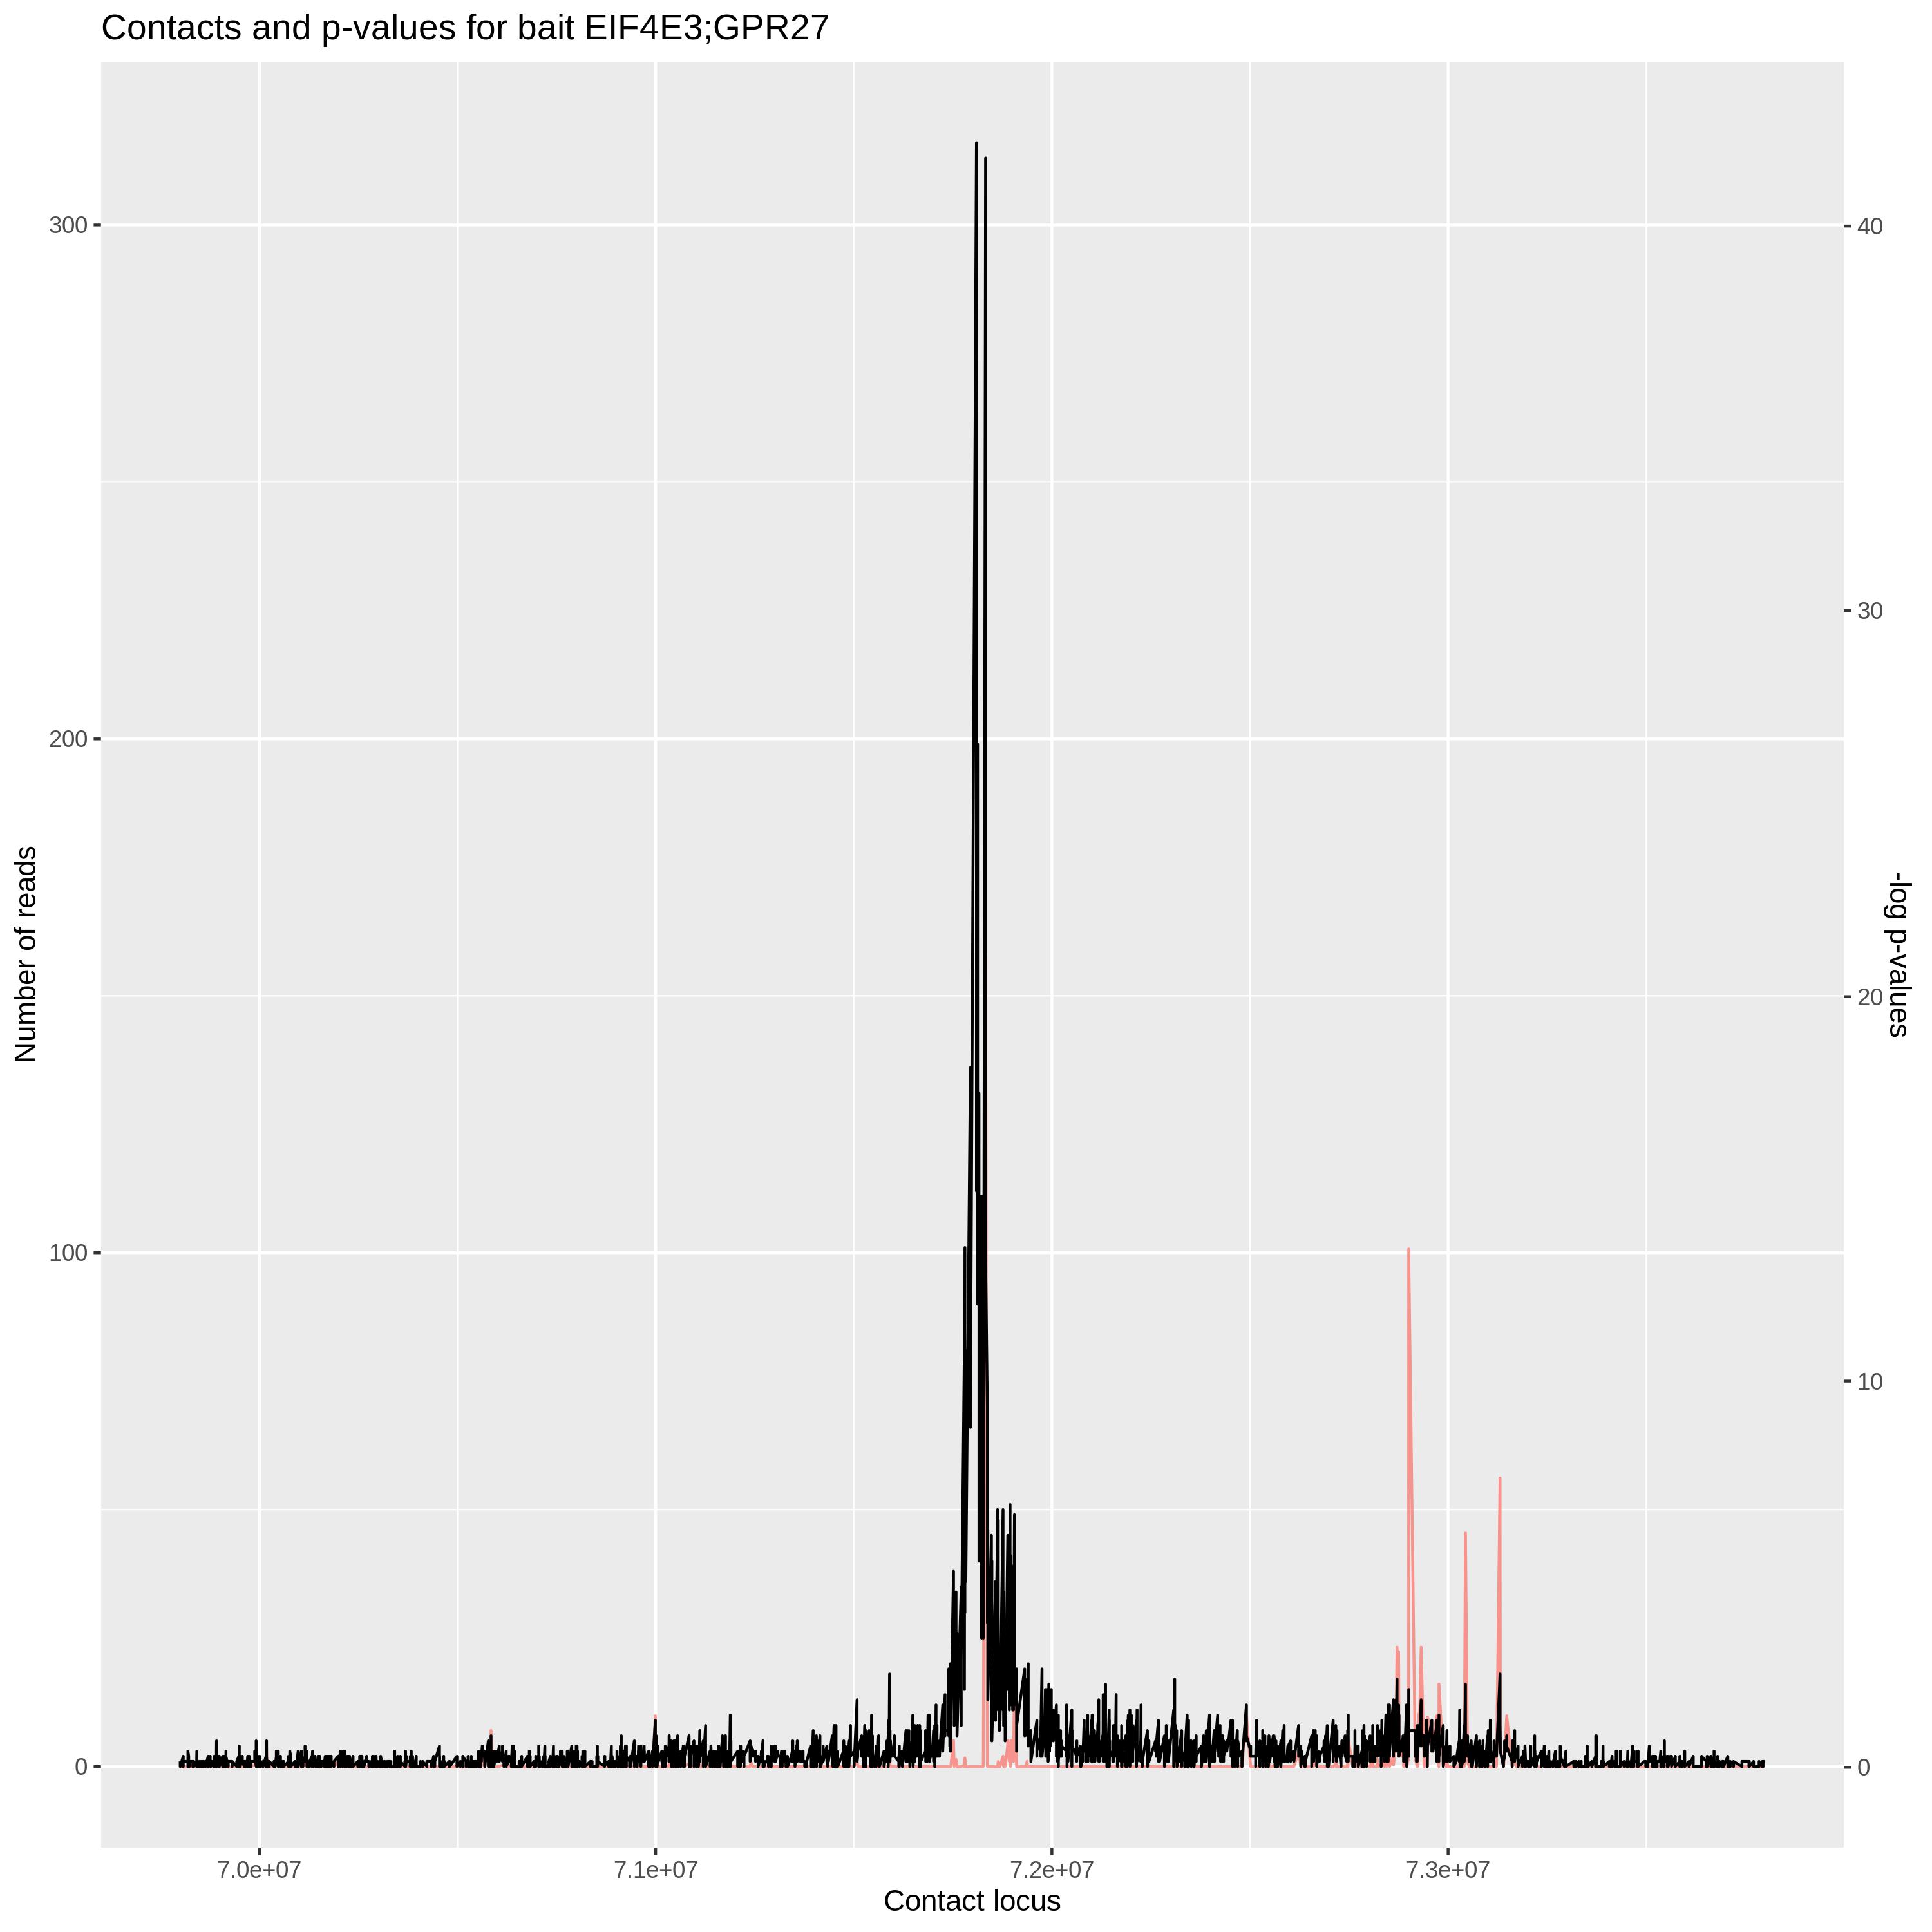 Contacts and p-values for bait EIF4E3;GPR27
300
200
100
0
Number of reads
40
30
20
10
0
-log p-values
7.0e+07 7.1e+07 7.2e+07 7.3e+07
Contact locus